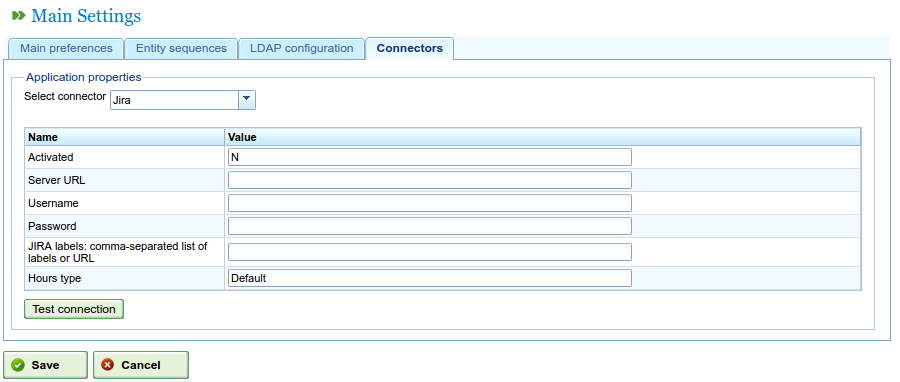 Main Settings
Main preferences Entity sequences LDAP configuration Connectors
Application properties
Select connector Jira
Name Value
Activated N
Server URL
Username
Password
JIRA labels: comma-separated list of
labels or URL
Hours type Default
Test connection
Save Cancel